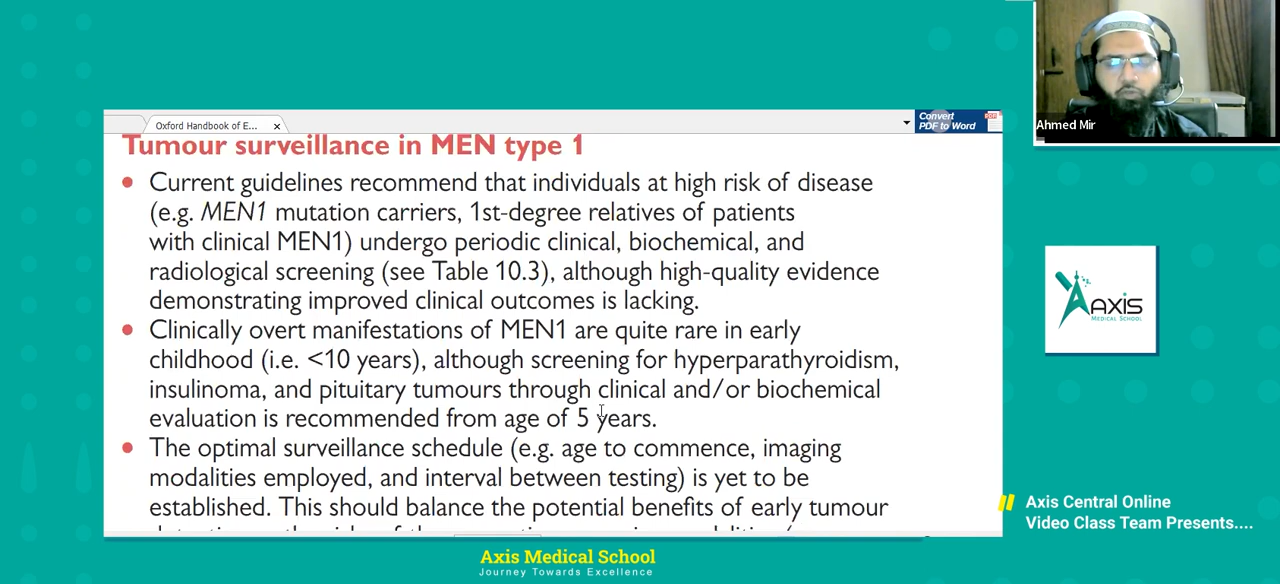 Oxford Handbook of E...
Convert
PDF to Word
PDF
Ahmed Mir
Tumour surveillance in MEN type 1
• Current guidelines recommend that individuals at high risk of disease
(e.g. MEN1 mutation carriers, 1st-degree relatives of patients
with clinical MEN1) undergo periodic clinical, biochemical, and
radiological screening (see Table 10.3), although high-quality evidence
demonstrating improved clinical outcomes is lacking.
• Clinically overt manifestations of MEN1 are quite rare in early
childhood (i.e. <10 years), although screening for hyperparathyroidism,
insulinoma, and pituitary tumours through clinical and/or biochemical
evaluation is recommended from age of 5 years.
• The optimal surveillance schedule (e.g. age to commence, imaging
modalities employed, and interval between testing) is yet to be
established. This should balance the potential benefits of early tumour
AXIS
MEDICAL SCHOOL
Axis Central Online
Video Class Team Presents....
Axis Medical School
Journey Towards Excellence